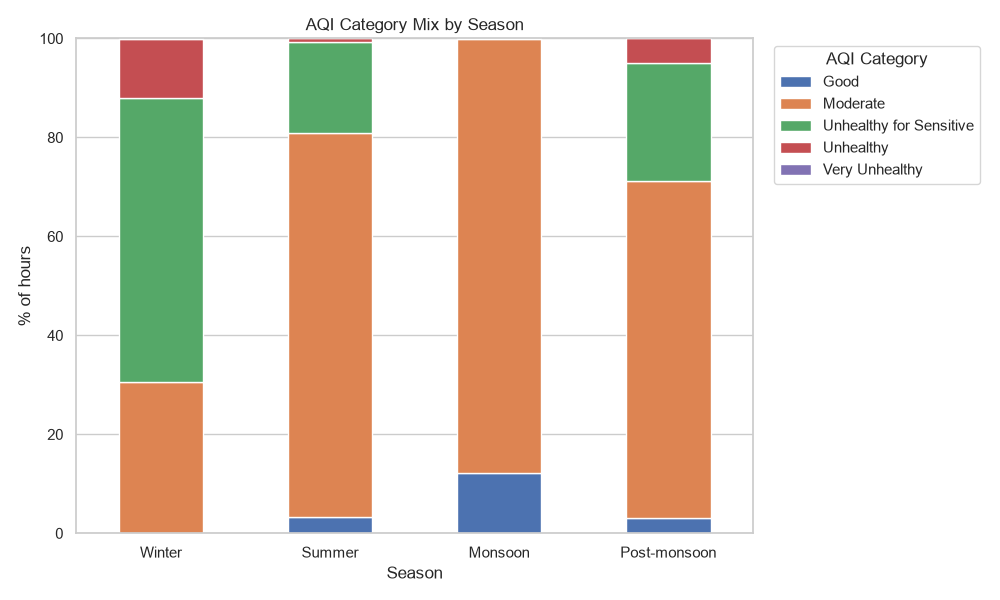 AQI Category Mix by Season
100
80
60
40
20
0
% of hours
Winter
Summer
Monsoon
Post-monsoon
Season
AQI Category
Good
Moderate
Unhealthy for Sensitive
Unhealthy
Very Unhealthy